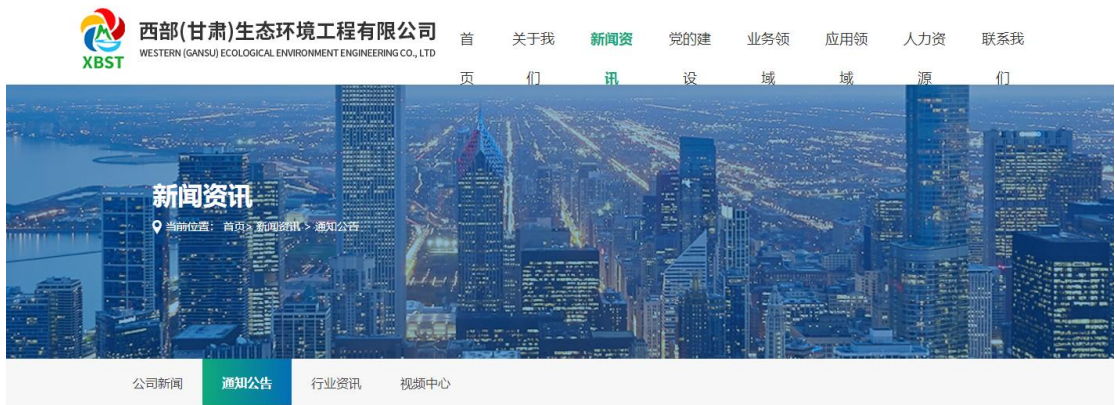 西部(甘肃)生态环境工程有限公司
WESTERN (GANSU) ECOLOGICAL ENVIRONMENT ENGINEERING CO., LTD
XBST
首页
关于我们
新闻资讯
党的建设
业务领域
应用领域
人力资源
联系我们
新闻资讯
当前位置： 首页> 新闻资讯 > 通知公告
公司新闻 通知公告 行业资讯 视频中心